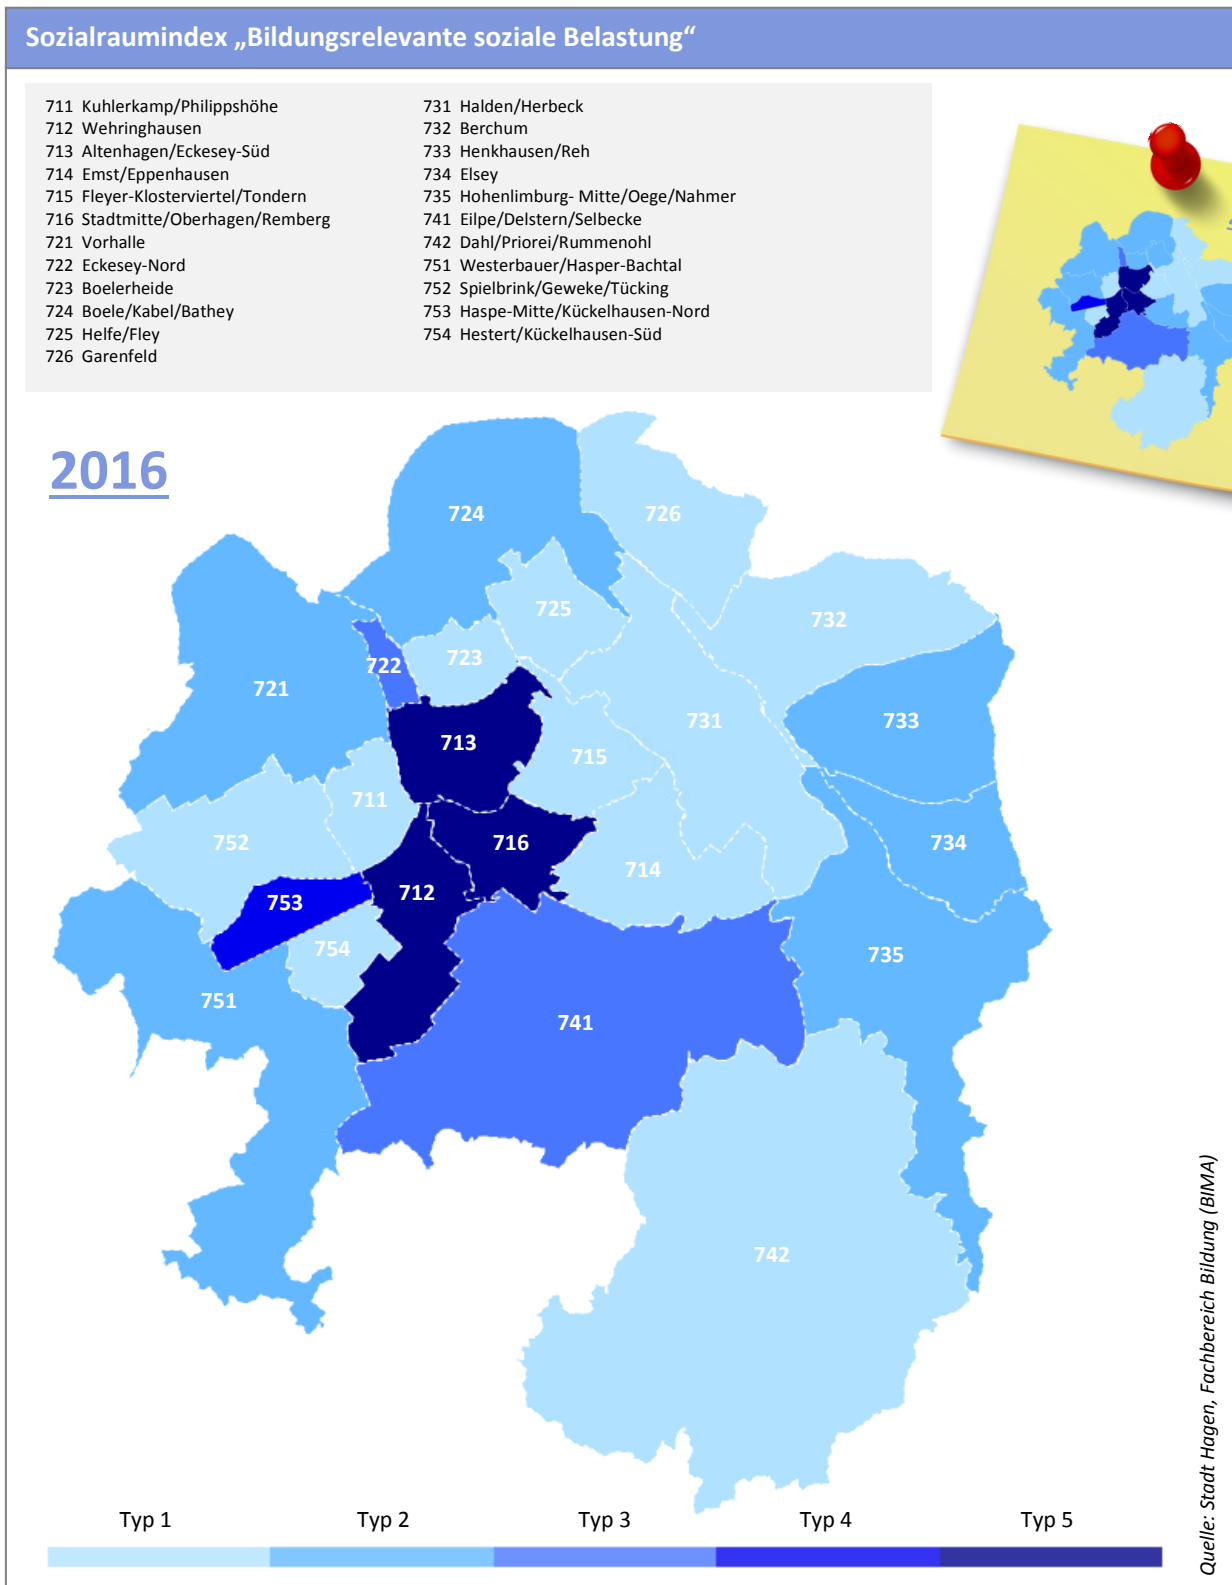 Sozialraumindex „Bildungsrelevante soziale Belastung“
711 Kuhlerkamp/Philippshöhe
712 Wehringhausen
713 Altenhagen/Eckesey-Süd
714 Emst/Eppenhausen
715 Fleyer-Klosterviertel/Tondern
716 Stadtmitte/Oberhagen/Remberg
721 Vorhalle
722 Eckesey-Nord
723 Boelerheide
724 Boele/Kabel/Bathey
725 Helfe/Fley
726 Garenfeld
731 Halden/Herbeck
732 Berchum
733 Henkhausen/Reh
734 Elsey
735 Hohenlimburg- Mitte/Oege/Nahmer
741 Eilpe/Delstern/Selbecke
742 Dahl/Priorei/Rummenohl
751 Westerbauer/Hasper-Bachtal
752 Spielbrink/Geweke/Tücking
753 Haspe-Mitte/Kückelhausen-Nord
754 Hestert/Kückelhausen-Süd
2016
724
726
725
732
723
722
721
731
733
713
715
711
752
716
734
714
712
753
754
735
751
741
742
Typ 1
Typ 2
Typ 3
Typ 4
Typ 5
Quelle: Stadt Hagen, Fachbereich Bildung (BIMA)